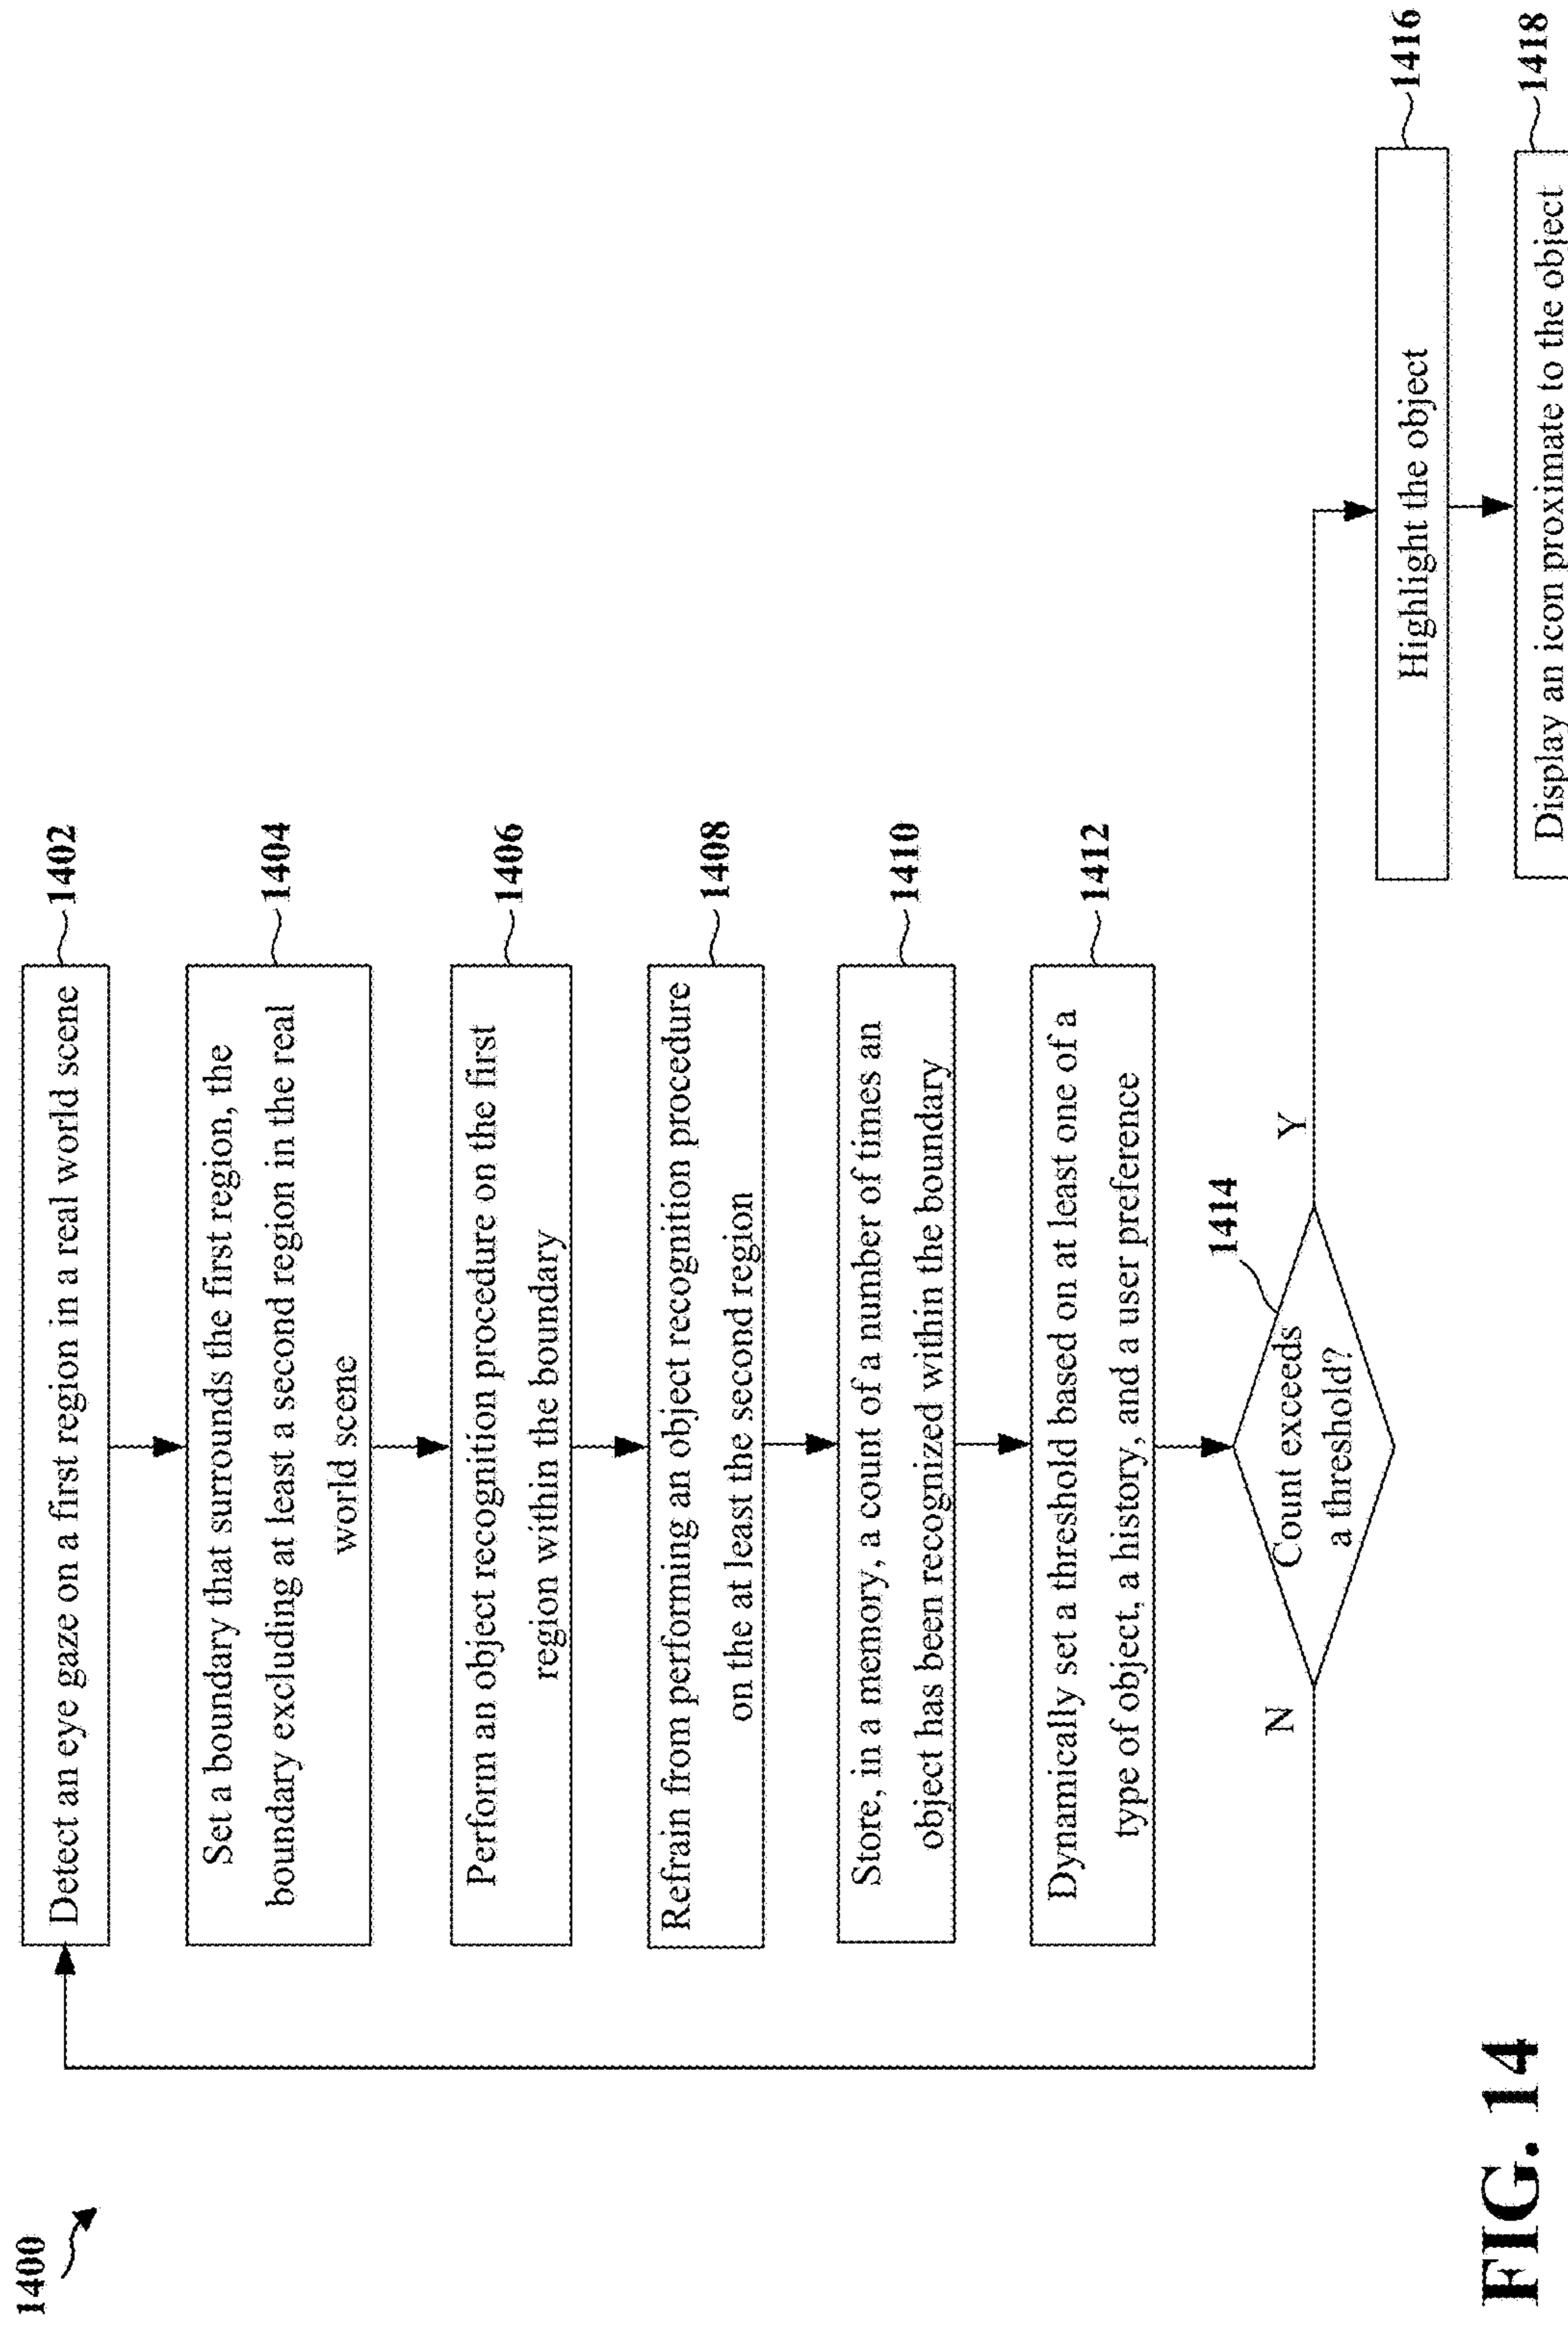 1400
Detect an eye gaze on a first region in a real world scene
1402
Set a boundary that surrounds the first region, the
boundary excluding at least a second region in the real
world scene
1404
Perform an object recognition procedure on the first
region within the boundary
1406
Refrain from performing an object recognition procedure
on the at least the second region
1408
Store, in a memory, a count of a number of times an
object has been recognized within the boundary
1410
Dynamically set a threshold based on at least one of a
type of object, a history, and a user preference
1412
1414
N
Count exceeds
a threshold?
Y
Highlight the object
1416
Display an icon proximate to the object
1418
FIG. 14